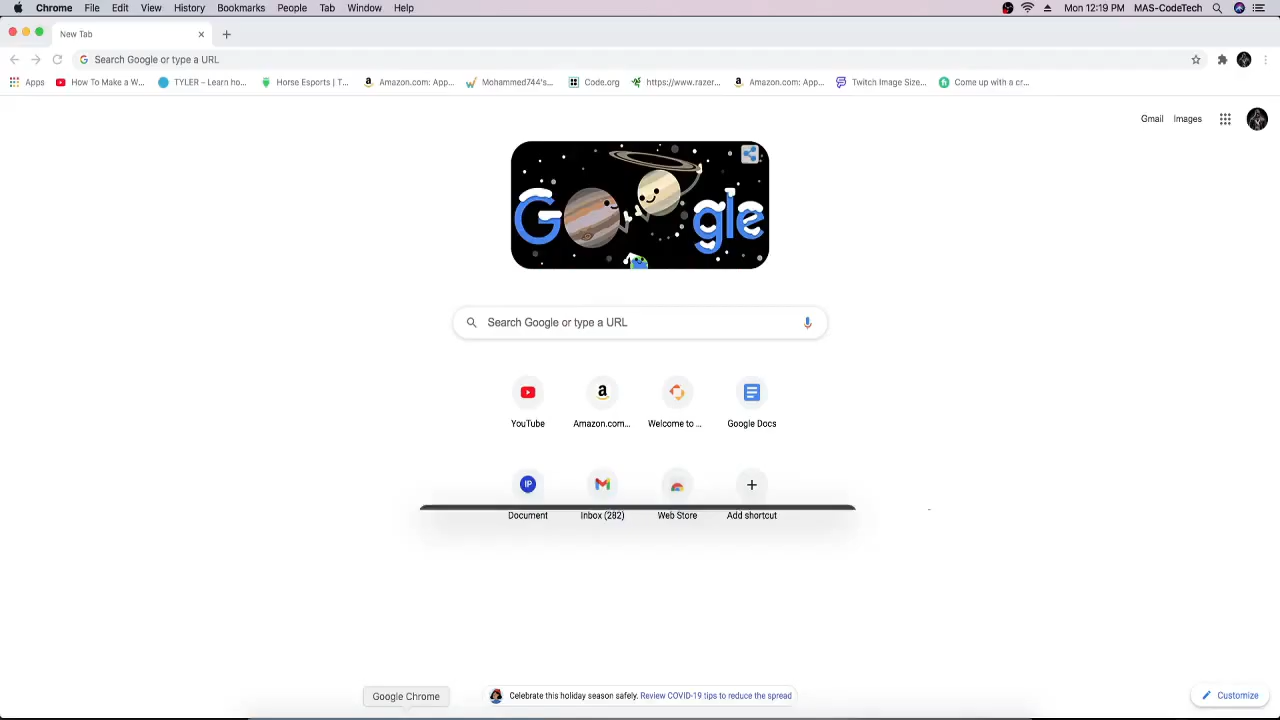 Chrome File Edit View History Bookmarks People Tab Window Help Mon 12:19 PM MAS-CodeTech
New Tab
Search Google or type a URL
Apps How To Make a W... TYLER – Learn ho... Horse Esports | T... Amazon.com: App... Mohammed744's... Code.org https://www.razer... Amazon.com: App... Twitch Image Size... Come up with a cr...
Gmail Images
Google
Search Google or type a URL
YouTube Amazon.com... Welcome to ... Google Docs
IP
Document Inbox (282) Web Store Add shortcut
Google Chrome Celebrate this holiday season safely. Review COVID-19 tips to reduce the spread Customize